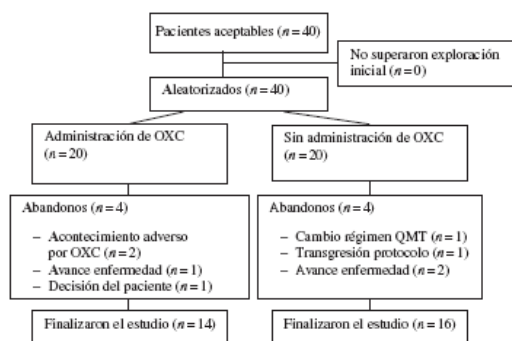 Pacientes aceptables (n = 40)
No superaron exploración
inicial (n = 0)
Aleatorizados (n = 40)
Administración de OXC
(n = 20)
Sin administración de OXC
(n = 20)
Abandonos (n = 4)
– Acontecimiento adverso
por OXC (n = 2)
– Avance enfermedad (n = 1)
– Decisión del paciente (n = 1)
Abandonos (n = 4)
– Cambio régimen QMT (n = 1)
– Transgresión protocolo (n = 1)
– Avance enfermedad (n = 2)
Finalizaron el estudio (n = 14)
Finalizaron el estudio (n = 16)